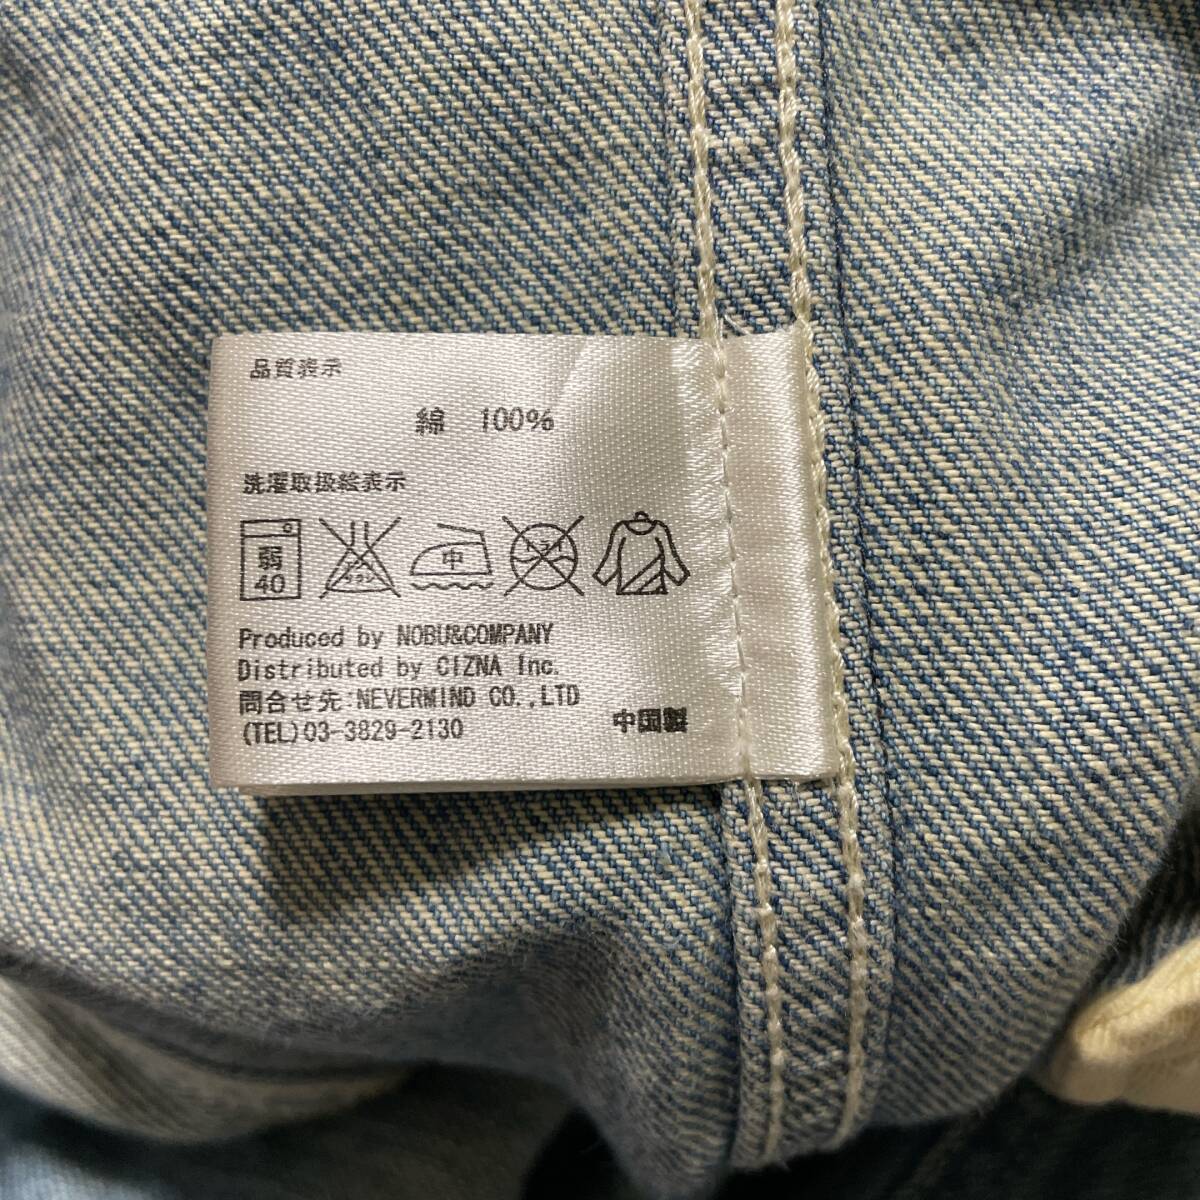 品質表示
綿 100%
洗濯取扱絵表示
弱
40
中
Produced by NOBU&COMPANY
Distributed by CIZNA Inc.
問合せ先:NEVERMIND CO.,LTD
(TEL)03-3829-2130
中国製